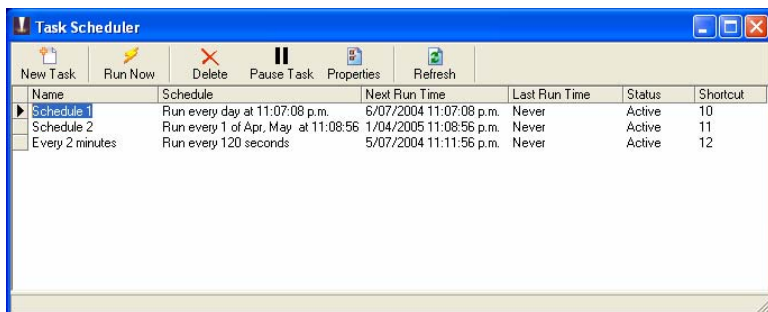 Task Scheduler
New Task Run Now Delete Pause Task Properties Refresh
Name Schedule Next Run Time Last Run Time Status Shortcut
Schedule 1 Run every day at 11:07:08 p.m. 6/07/2004 11:07:08 p.m. Never Active 10
Schedule 2 Run every 1 of Apr, May at 11:08:56 1/04/2005 11:08:56 p.m. Never Active 11
Every 2 minutes Run every 120 seconds 5/07/2004 11:11:56 p.m. Never Active 12